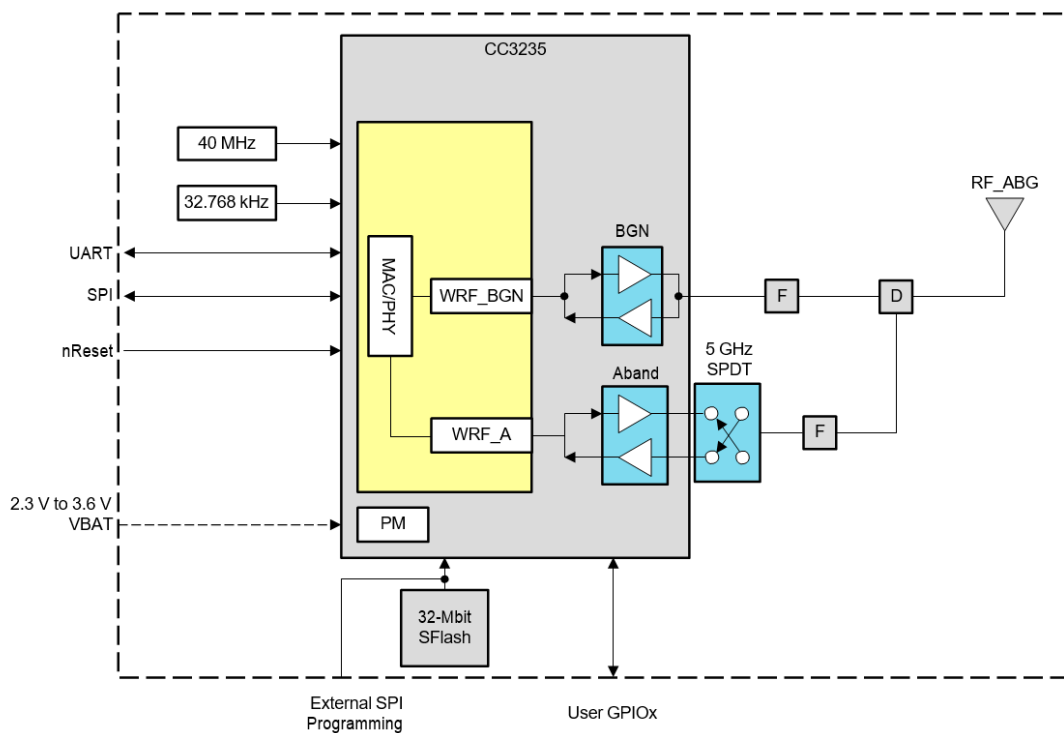 CC3235
40 MHz
32.768 kHz
UART
SPI
nReset
MAC/PHY
WRF_BGN
WRF_A
BGN
Aband
5 GHz
SPDT
F
D
F
RF_ABG
2.3 V to 3.6 V
VBAT
PM
32-Mbit
SFlash
External SPI
Programming
User GPIOx